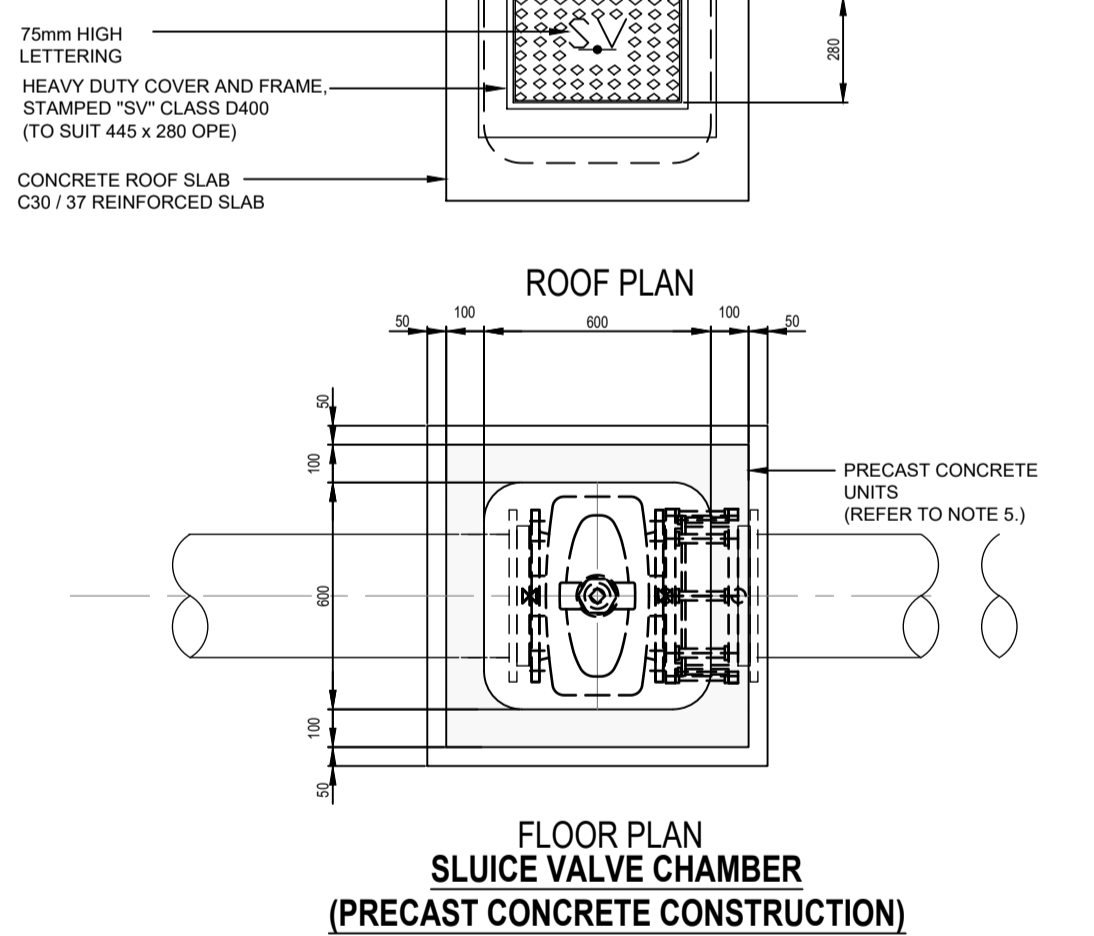 75mm HIGH
LETTERING
SV
280
HEAVY DUTY COVER AND FRAME,
STAMPED "SV" CLASS D400
(TO SUIT 445 x 280 OPE)
CONCRETE ROOF SLAB
C30 / 37 REINFORCED SLAB
ROOF PLAN
50 100 600 100 50
50
100
600
100
50
PRECAST CONCRETE
UNITS
(REFER TO NOTE 5.)
FLOOR PLAN
SLUICE VALVE CHAMBER
(PRECAST CONCRETE CONSTRUCTION)